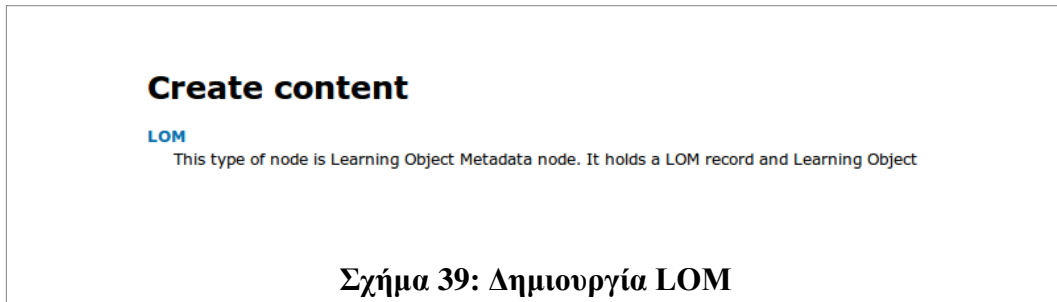 Create content
LOM
This type of node is Learning Object Metadata node. It holds a LOM record and Learning Object
Σχήμα 39: Δημιουργία LOM